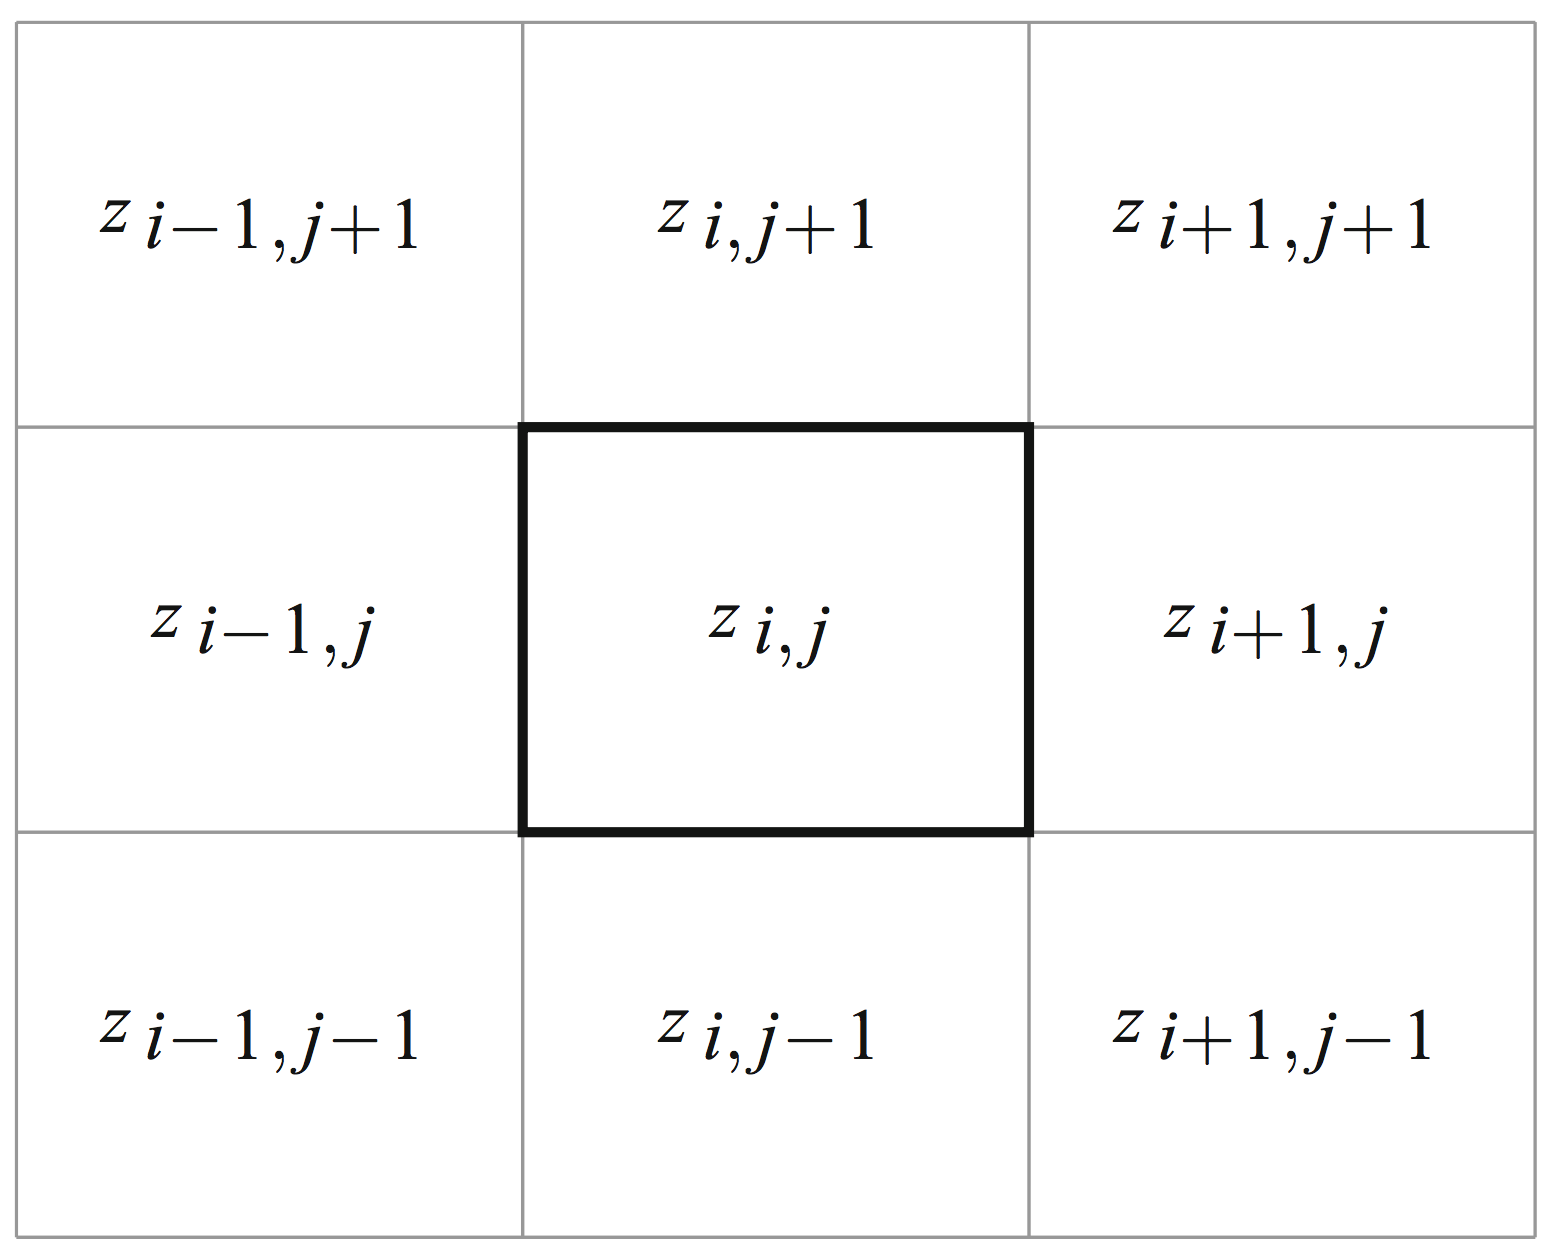 z i−1,j+1 z i,j+1 z i+1,j+1
z i−1,j z i,j z i+1,j
z i−1,j−1 z i,j−1 z i+1,j−1